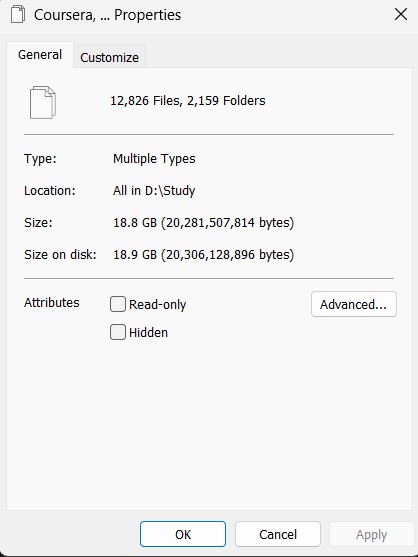 Coursera, ... Properties
General
Customize
12,826 Files, 2,159 Folders
Type: Multiple Types
Location: All in D:\Study
Size: 18.8 GB (20,281,507,814 bytes)
Size on disk: 18.9 GB (20,306,128,896 bytes)
Attributes
Read-only
Advanced...
Hidden
OK
Cancel
Apply